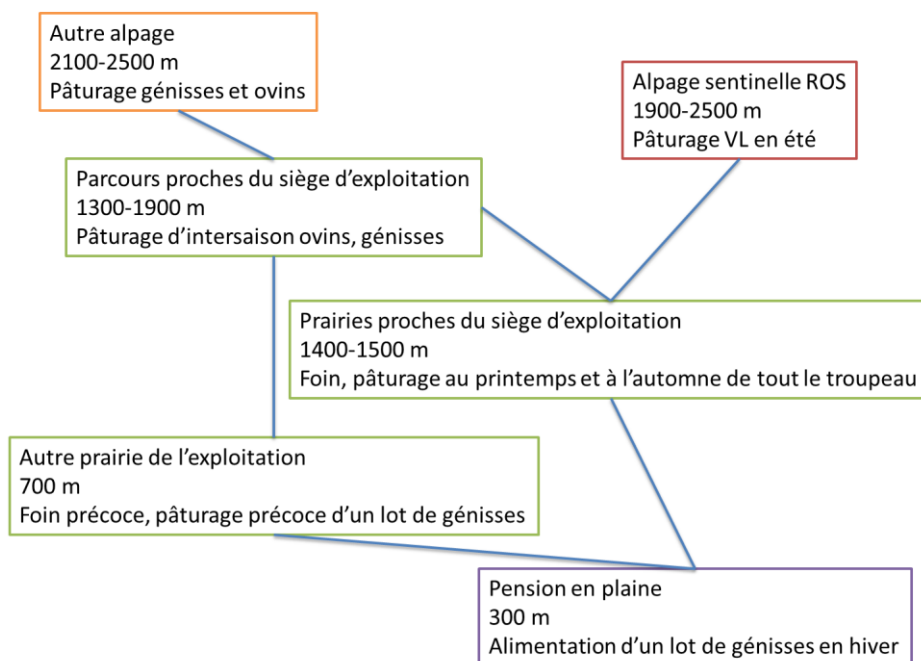 Autre alpage
2100-2500 m
Pâturage génisses et ovins
Alpage sentinelle ROS
1900-2500 m
Pâturage VL en été
Parcours proches du siège d’exploitation
1300-1900 m
Pâturage d’intersaison ovins, génisses
Prairies proches du siège d’exploitation
1400-1500 m
Foin, pâturage au printemps et à l’automne de tout le troupeau
Autre prairie de l’exploitation
700 m
Foin précoce, pâturage précoce d’un lot de génisses
Pension en plaine
300 m
Alimentation d’un lot de génisses en hiver